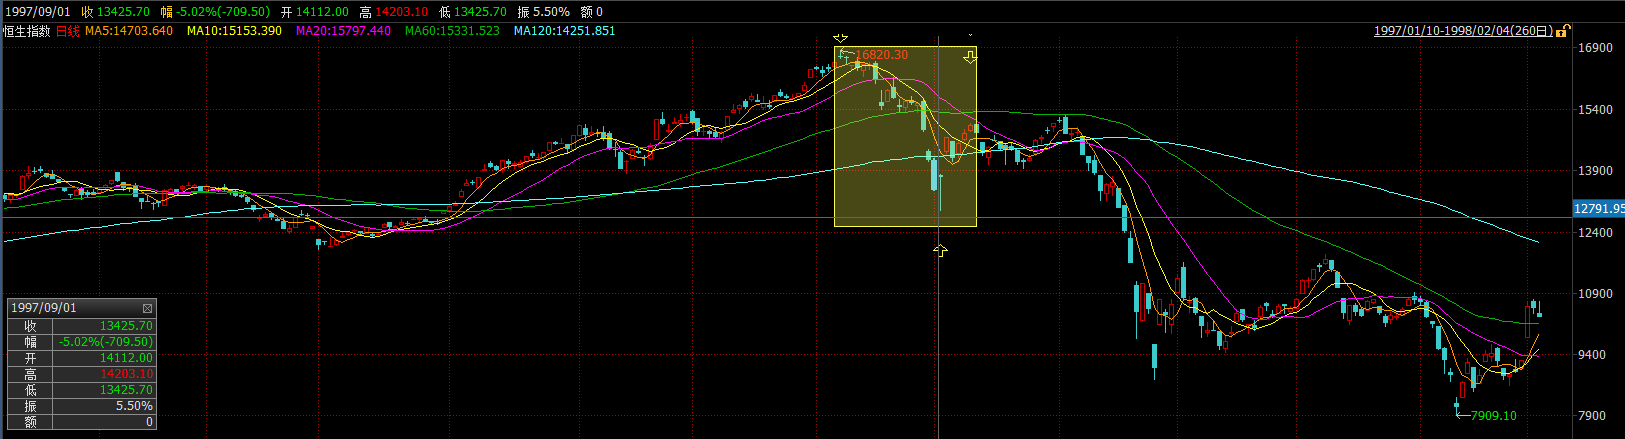 1997/09/01 收 13425.70 幅 -5.02%(-709.50) 开 14112.00 高 14203.10 低 13425.70 振 5.50% 额 0
恒生指数 日线 MA5:14703.640 MA10:15153.390 MA20:15797.440 MA60:15331.523 MA120:14251.851 1997/01/10-1998/02/04(260日)
16900
16820.30
15400
13900
12791.95
12400
10900
9400
7900
7909.10
1997/09/01
收 13425.70
幅 -5.02%(-709.50)
开 14112.00
高 14203.10
低 13425.70
振 5.50%
额 0